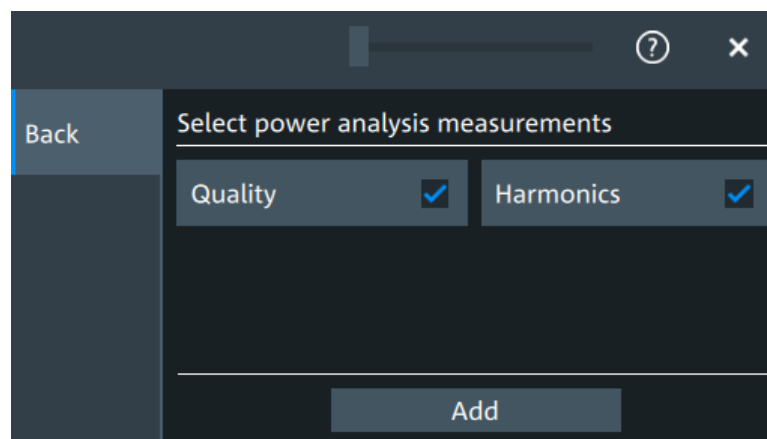 ?
Back
Select power analysis measurements
Quality
Harmonics
Add